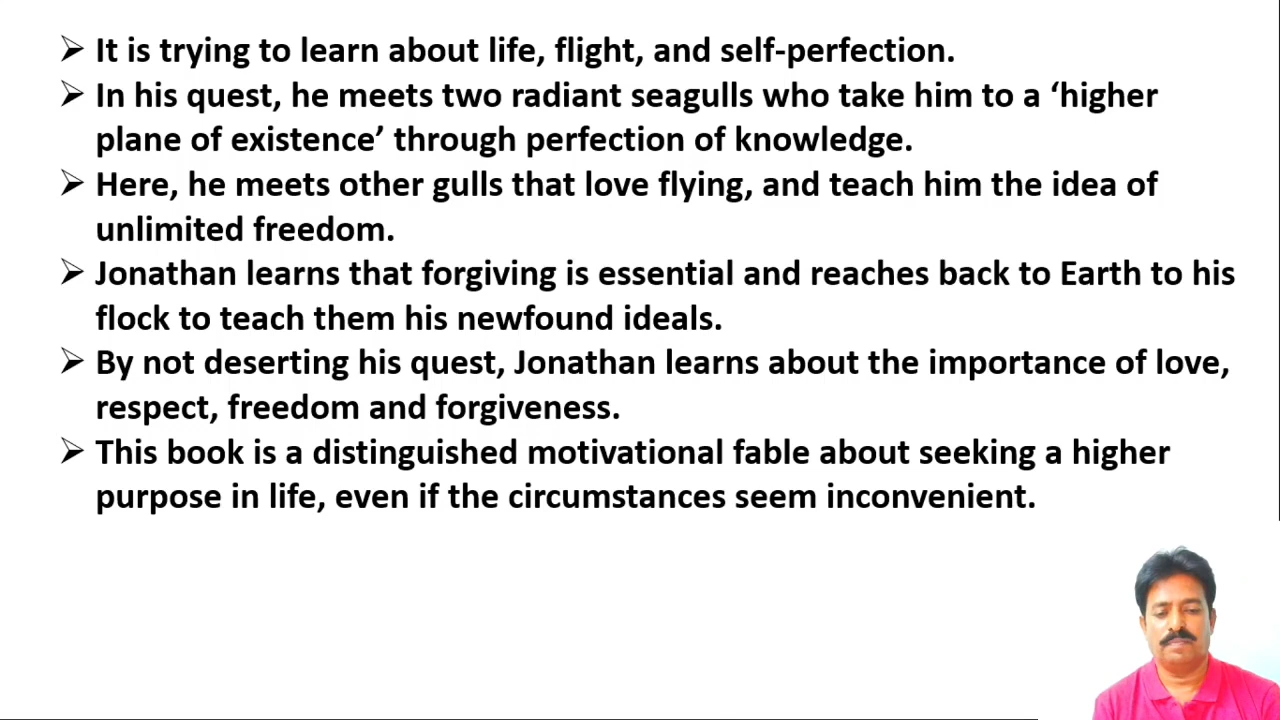 ➢ It is trying to learn about life, flight, and self-perfection.
➢ In his quest, he meets two radiant seagulls who take him to a ‘higher
plane of existence’ through perfection of knowledge.
➢ Here, he meets other gulls that love flying, and teach him the idea of
unlimited freedom.
➢ Jonathan learns that forgiving is essential and reaches back to Earth to his
flock to teach them his newfound ideals.
➢ By not deserting his quest, Jonathan learns about the importance of love,
respect, freedom and forgiveness.
➢ This book is a distinguished motivational fable about seeking a higher
purpose in life, even if the circumstances seem inconvenient.